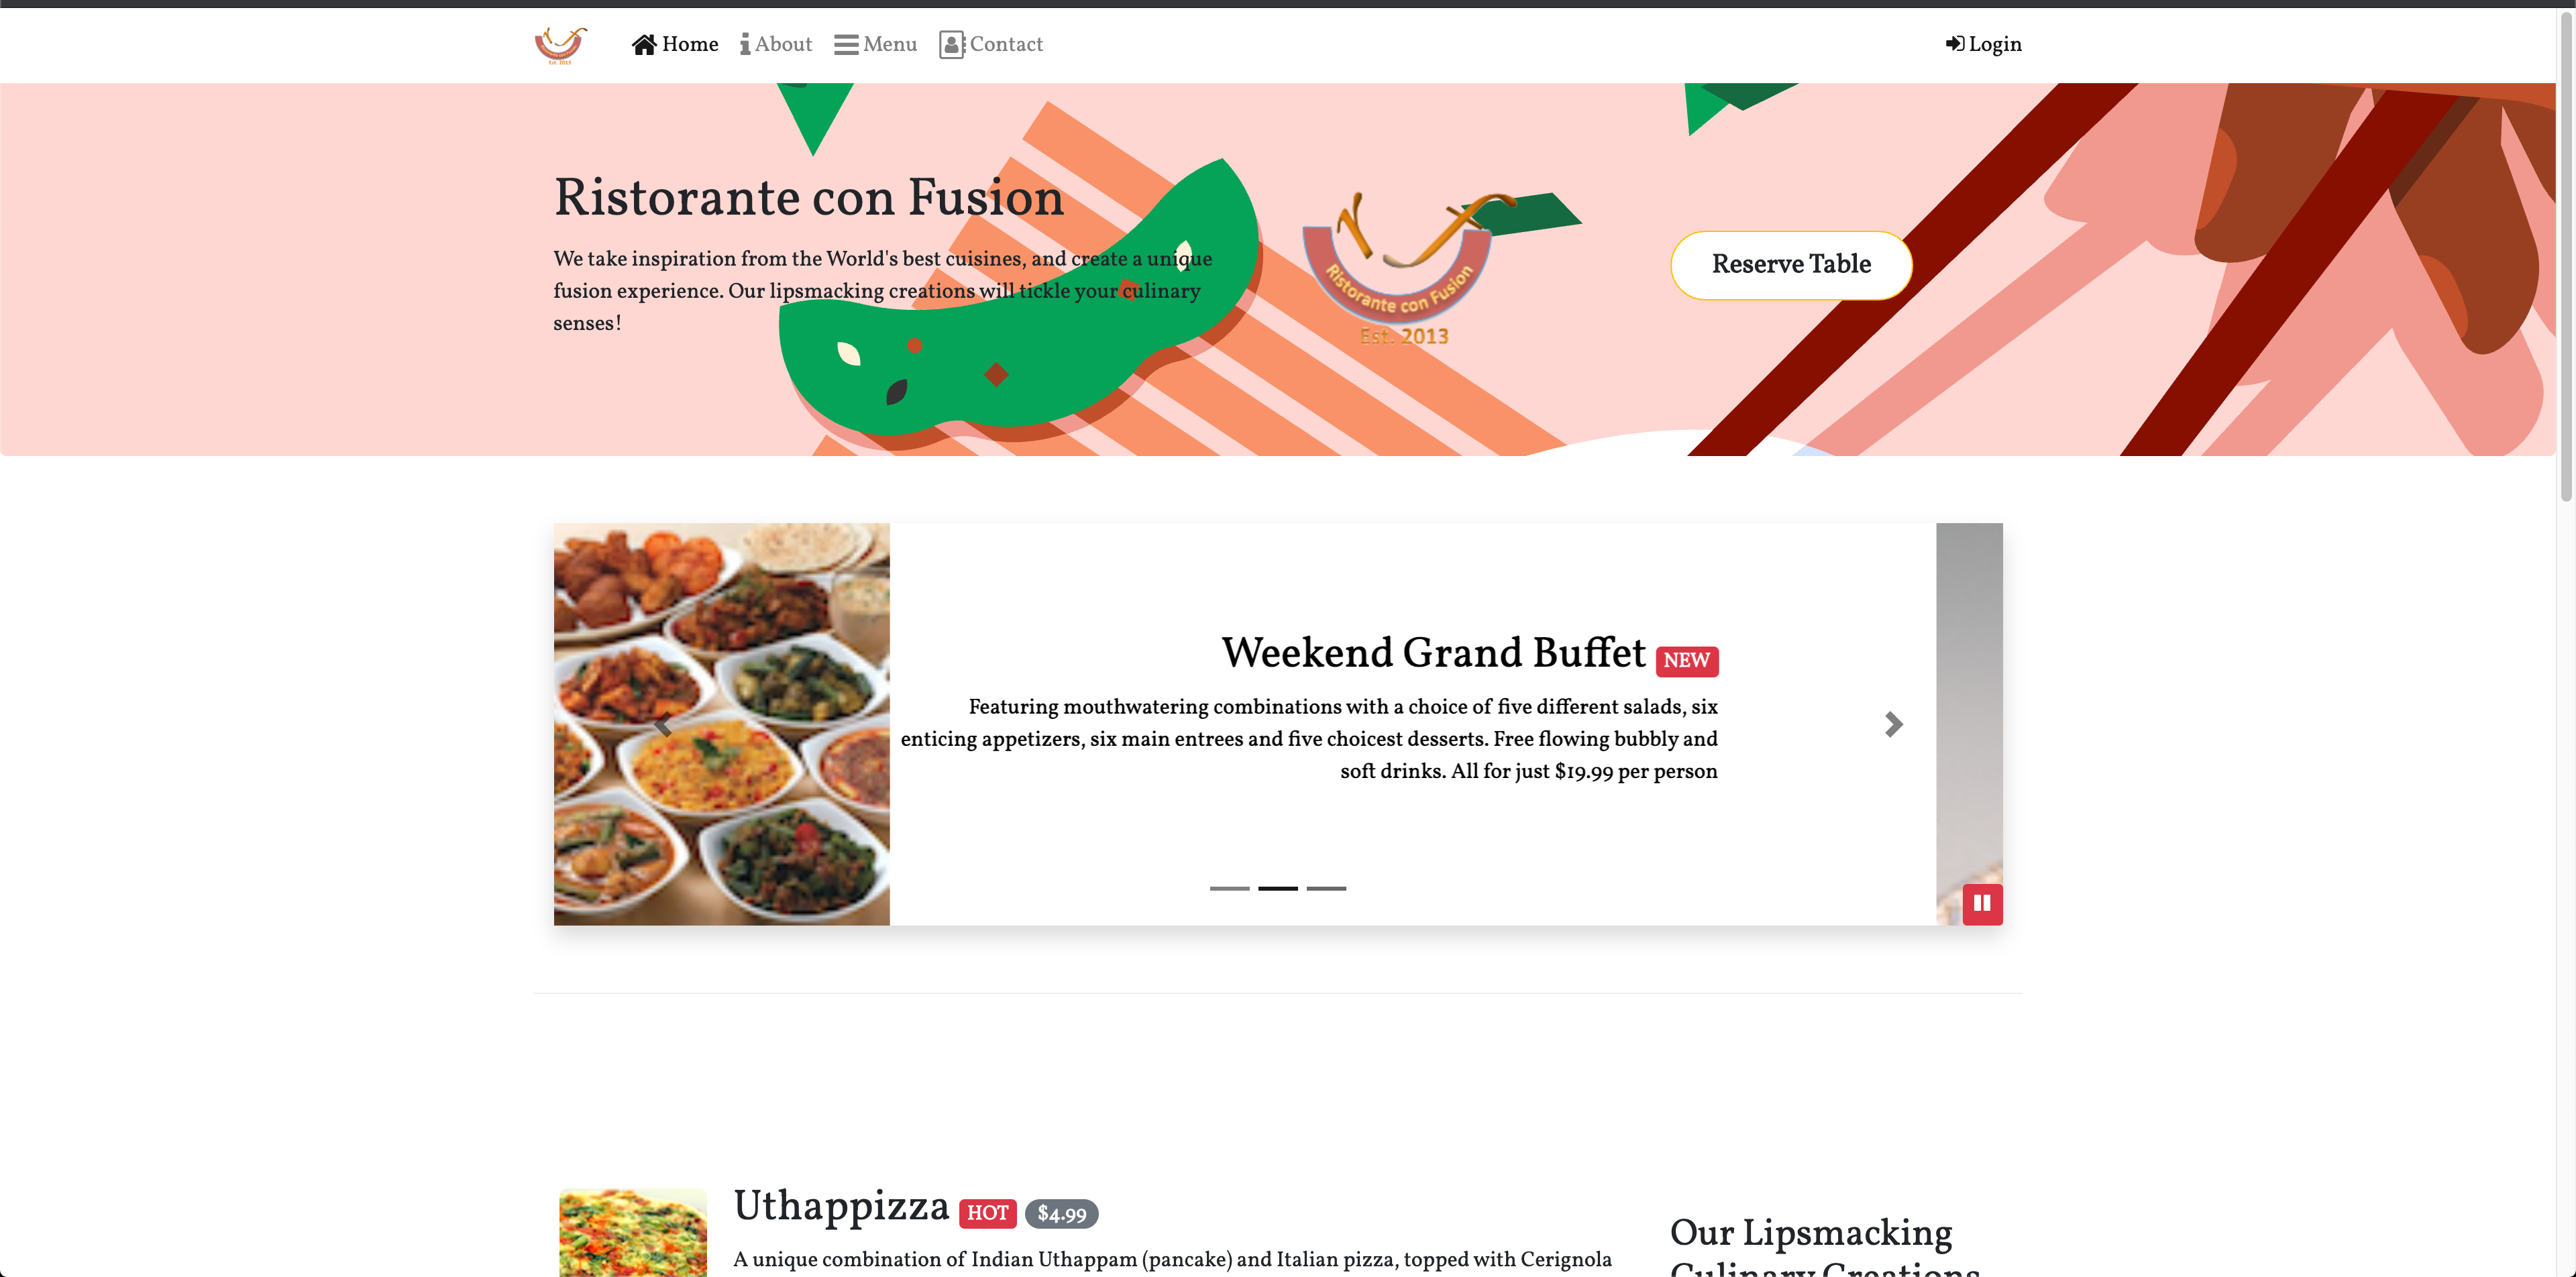 Home About Menu Contact Login
Ristorante con Fusion
We take inspiration from the World's best cuisines, and create a unique
fusion experience. Our lipsmacking creations will tickle your culinary
senses!
Ristorante con Fusion
Est. 2013
Reserve Table
Weekend Grand Buffet NEW
Featuring mouthwatering combinations with a choice of five different salads, six
enticing appetizers, six main entrees and five choicest desserts. Free flowing bubbly and
soft drinks. All for just $19.99 per person
Uthappizza HOT $4.99
A unique combination of Indian Uthappam (pancake) and Italian pizza, topped with Cerignola
Our Lipsmacking
Culinary Creations